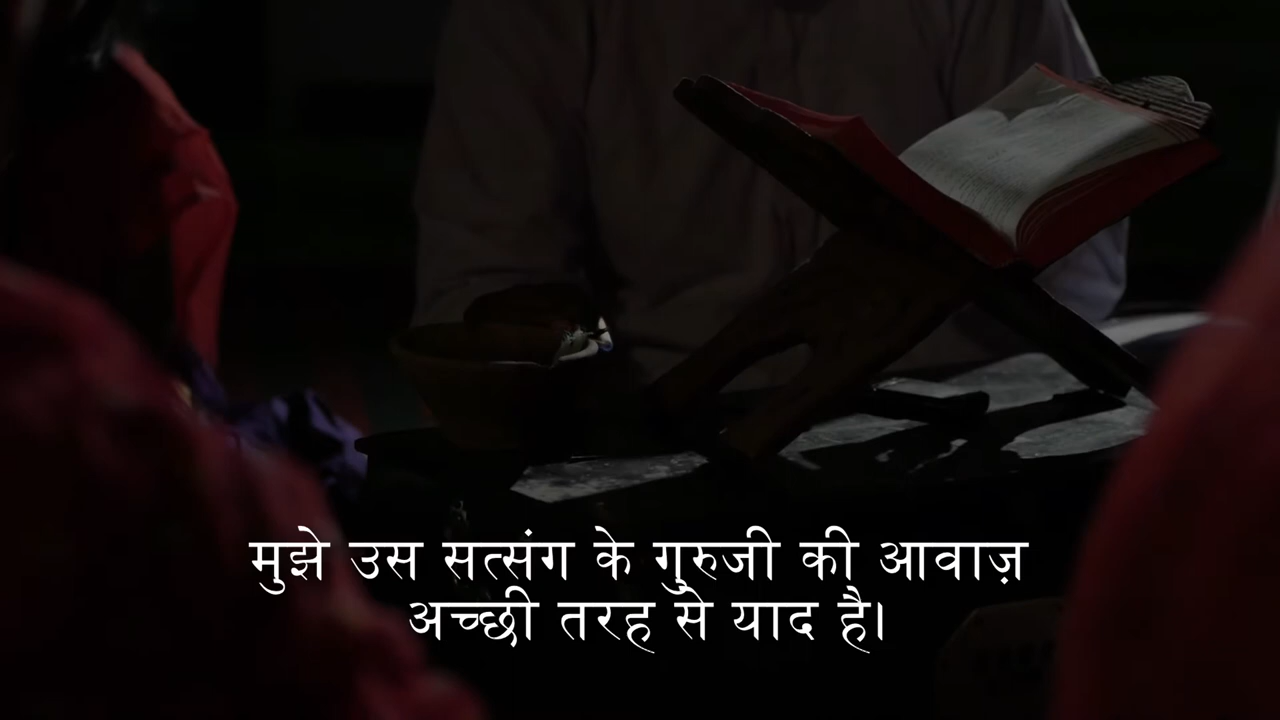 मुझे उस सत्संग के गुरुजी की आवाज़
अच्छी तरह से याद है।